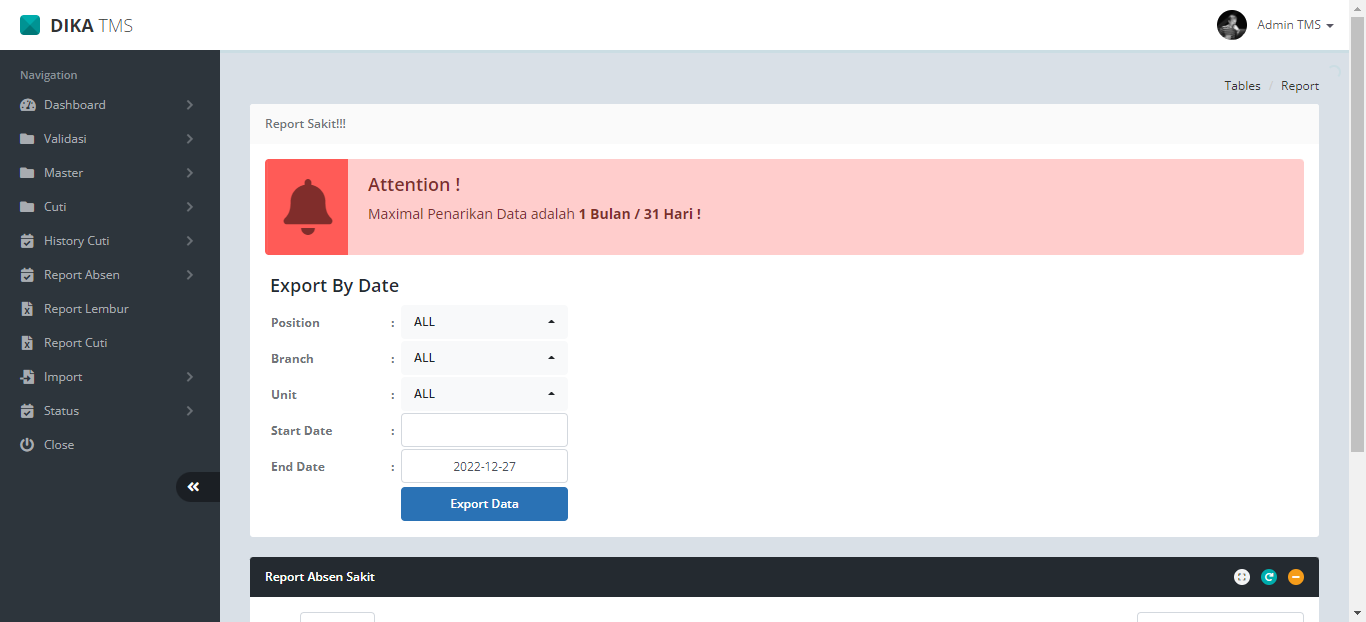 DIKA TMS
Admin TMS
Navigation
Dashboard
Validasi
Master
Cuti
History Cuti
Report Absen
Report Lembur
Report Cuti
Import
Status
Close
Tables / Report
Report Sakit!!!
Attention !
Maximal Penarikan Data adalah 1 Bulan / 31 Hari !
Export By Date
Position : ALL
Branch : ALL
Unit : ALL
Start Date :
End Date : 2022-12-27
Export Data
Report Absen Sakit